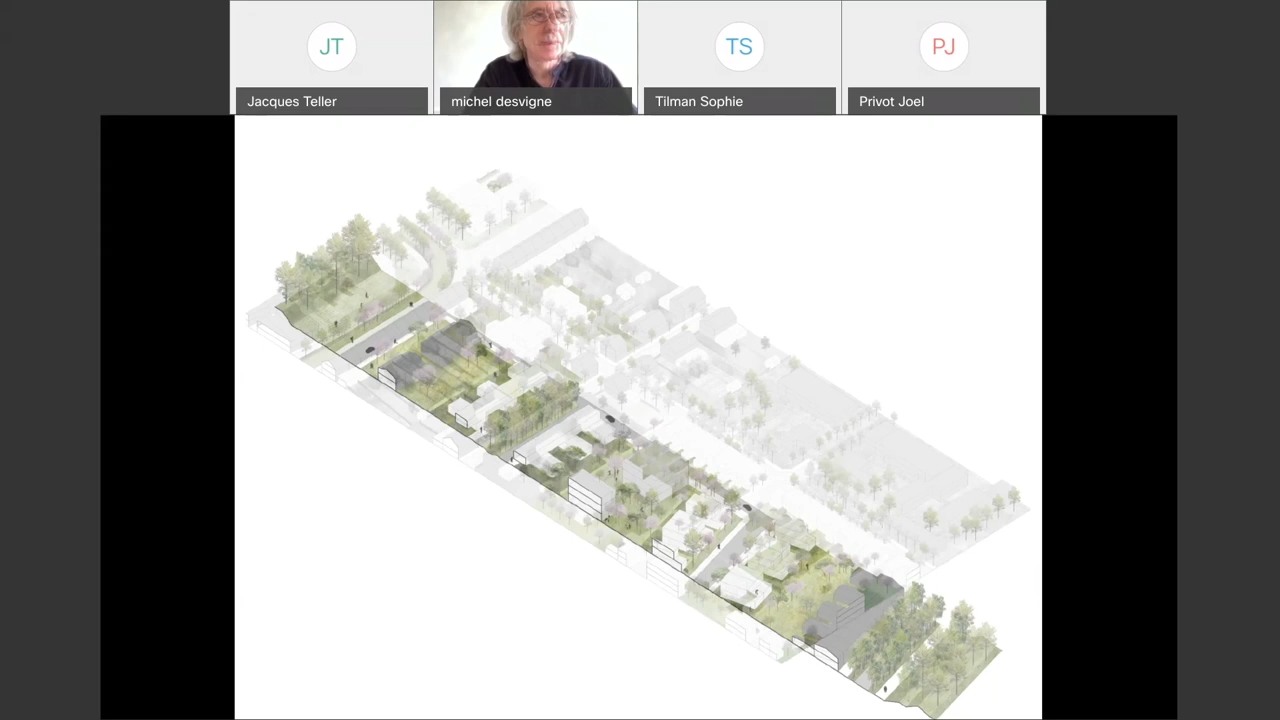 JT
TS
PJ
Jacques Teller
michel desvigne
Tilman Sophie
Privot Joel